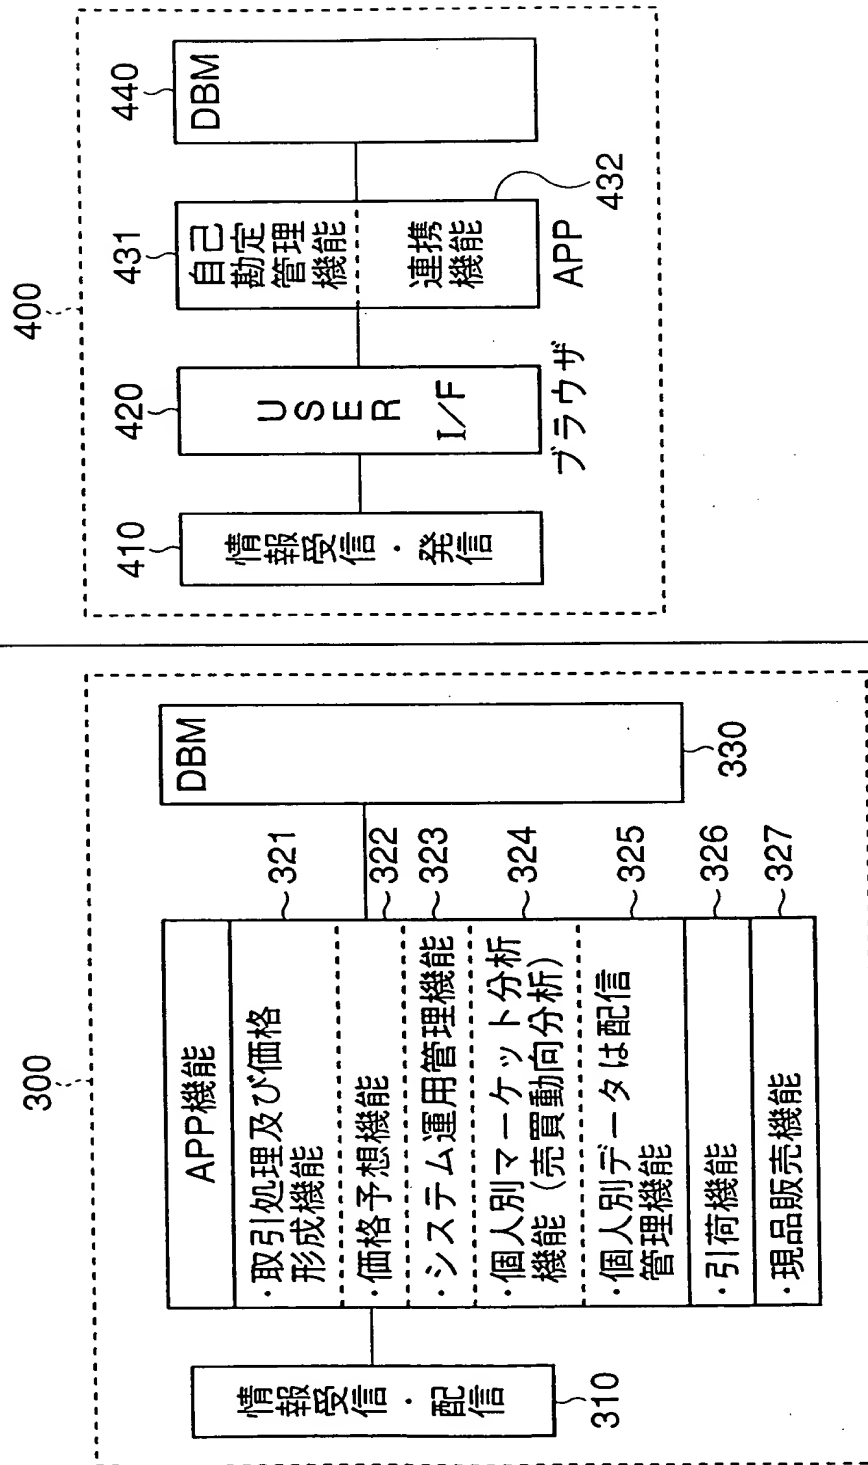 300
情報受信・配信
310
APP機能
・取引処理及び価格
形成機能
321
・価格予想機能
322
・システム運用管理機能
323
・個人別マーケット分析
機能（売買動向分析）
324
・個人別データは配信
管理機能
325
・引荷機能
326
・現品販売機能
327
DBM
330
400
410
情報受信・発信
420
USER
I/F
ブラウザ
431
自己
勘定
管理
機能
連携
機能
432
APP
440
DBM